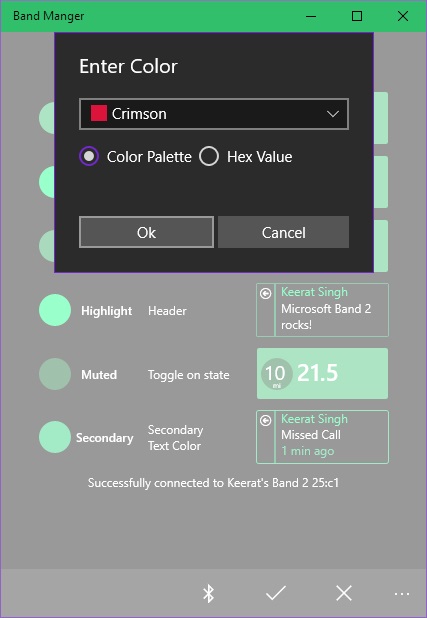 Band Manger
Enter Color
Crimson
Color Palette
Hex Value
Ok
Cancel
Highlight
Header
Keerat Singh
Microsoft Band 2
rocks!
Muted
Toggle on state
10
mi
21.5
Secondary
Secondary
Text Color
Keerat Singh
Missed Call
1 min ago
Successfully connected to Keerat's Band 2 25:c1